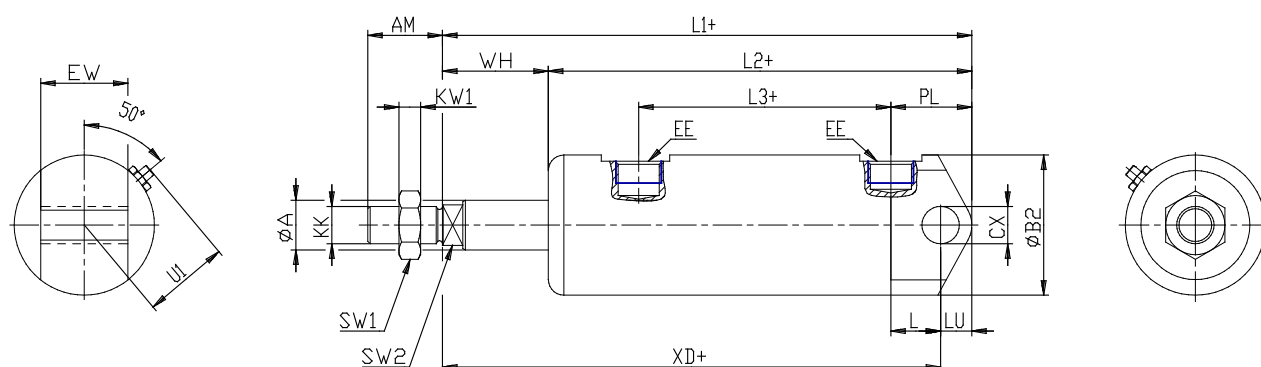 AM
L1+
WH
L2+
EW
KW1
L3+
PL
50°
EE
EE
øA
KK
CX
øB2
U1
SW1
SW2
L
LU
XD+